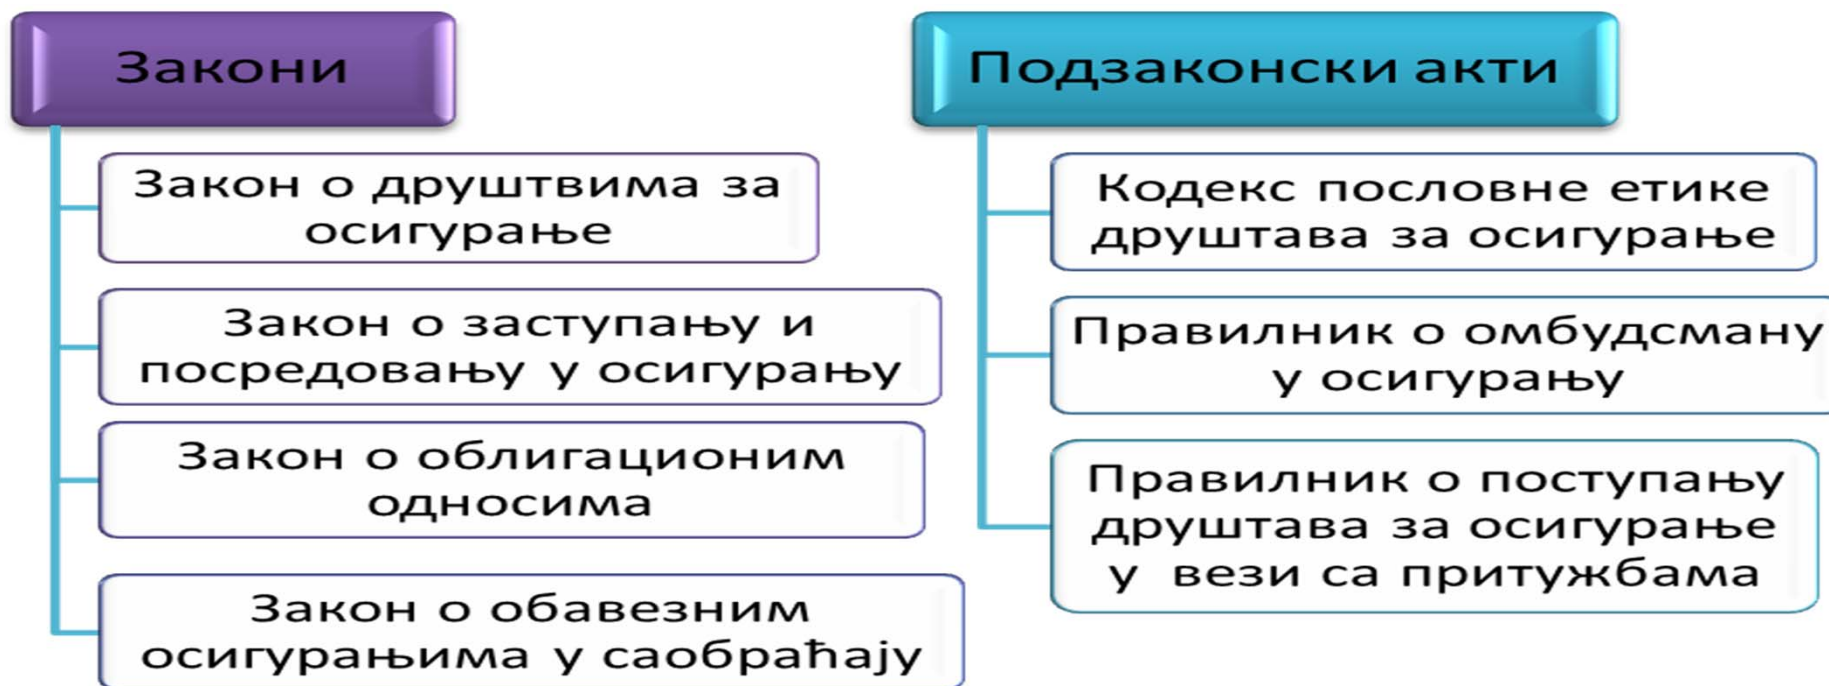 Закони
Закон о друштвима за
осигурање
Закон о заступању и
посредовању у осигурању
Закон о облигационим
односима
Закон о обавезним
осигурањима у саобраћају
Подзаконски акти
Кодекс пословне етике
друштава за осигурање
Правилник о омбудсману
у осигурању
Правилник о поступању
друштава за осигурање
у вези са притужбама